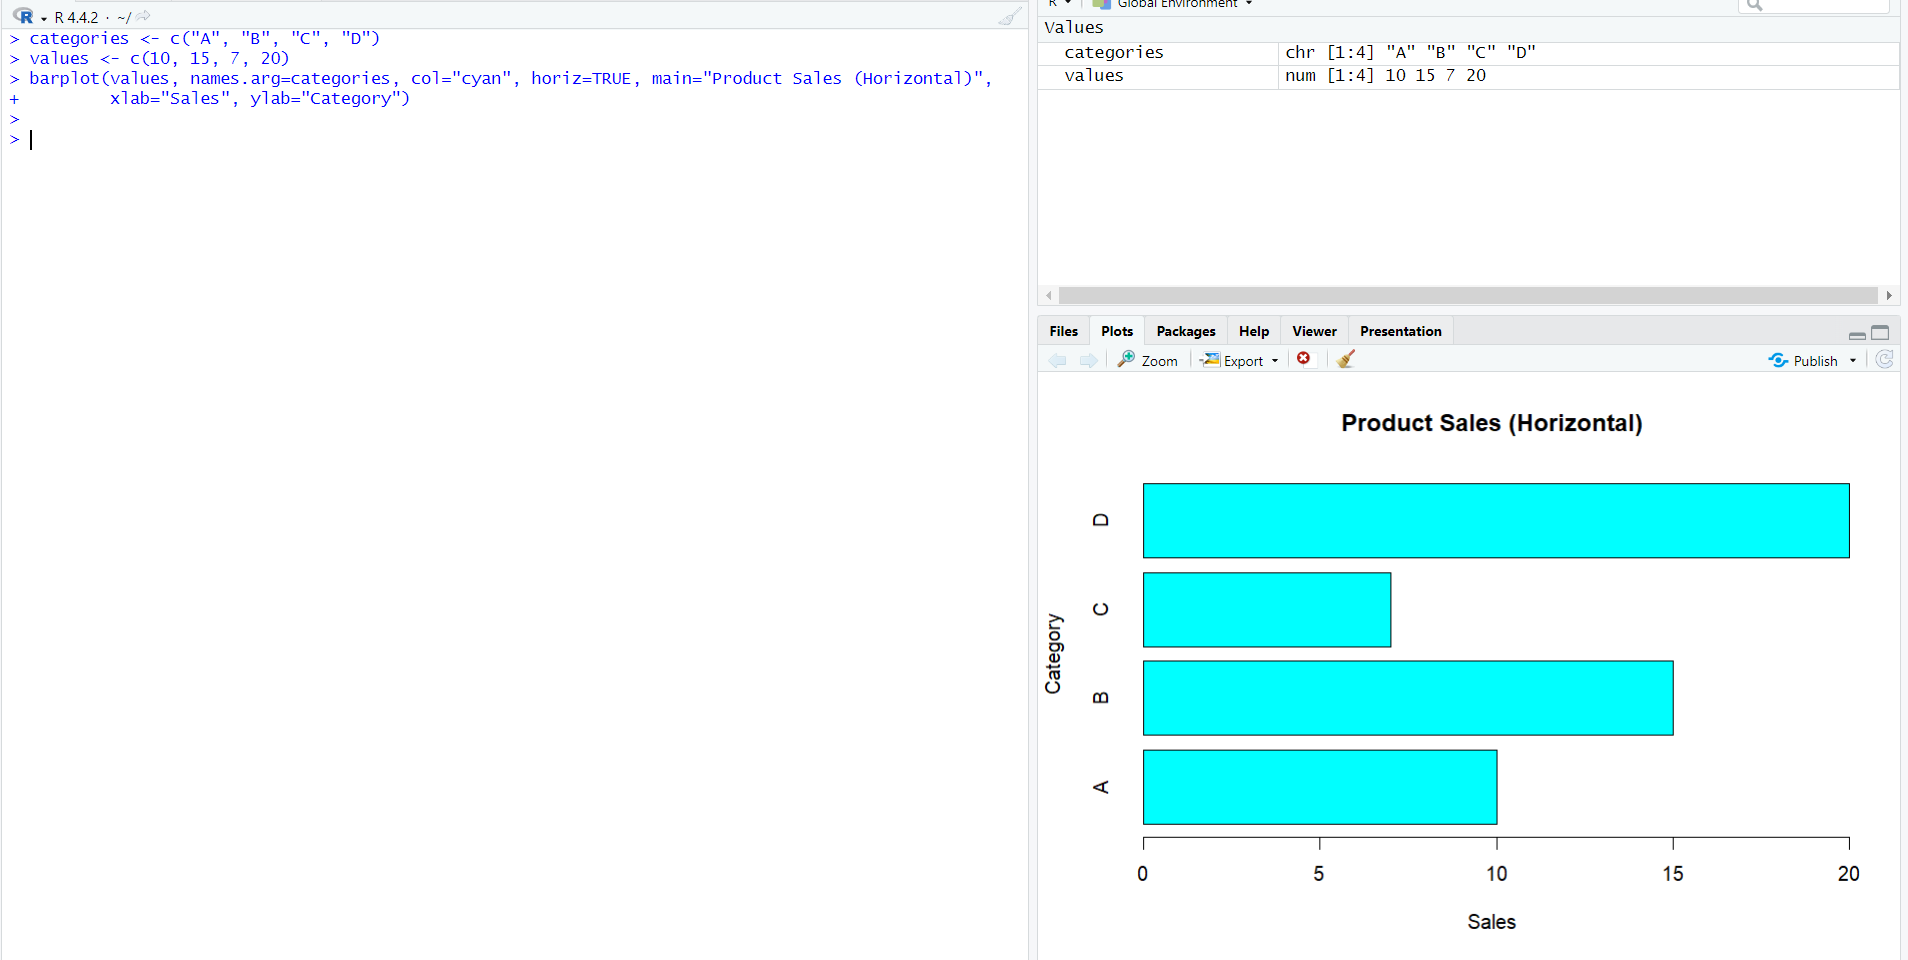 R 4.4.2 · ~/
> categories <- c("A", "B", "C", "D")
> values <- c(10, 15, 7, 20)
> barplot(values, names.arg=categories, col="cyan", horiz=TRUE, main="Product Sales (Horizontal)",
+         xlab="Sales", ylab="Category")
>
>
R Global Environment
Values
categories chr [1:4] "A" "B" "C" "D"
values num [1:4] 10 15 7 20
Files Plots Packages Help Viewer Presentation
Zoom Export Publish
Product Sales (Horizontal)
D
C
B
A
Category
0 5 10 15 20
Sales